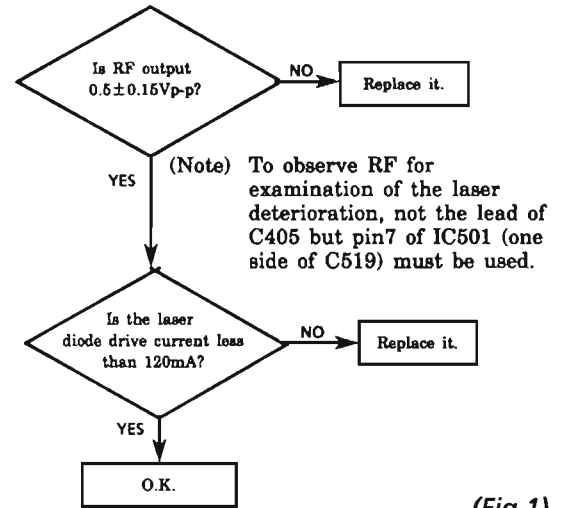 Is RF output
0.5±0.15Vp-p?
NO
Replace it.
YES
(Note) To observe RF for
examination of the laser
deterioration, not the lead of
C405 but pin7 of IC501 (one
side of C519) must be used.
Is the laser
diode drive current less
than 120mA?
NO
Replace it.
YES
O.K.
(Fig 1)